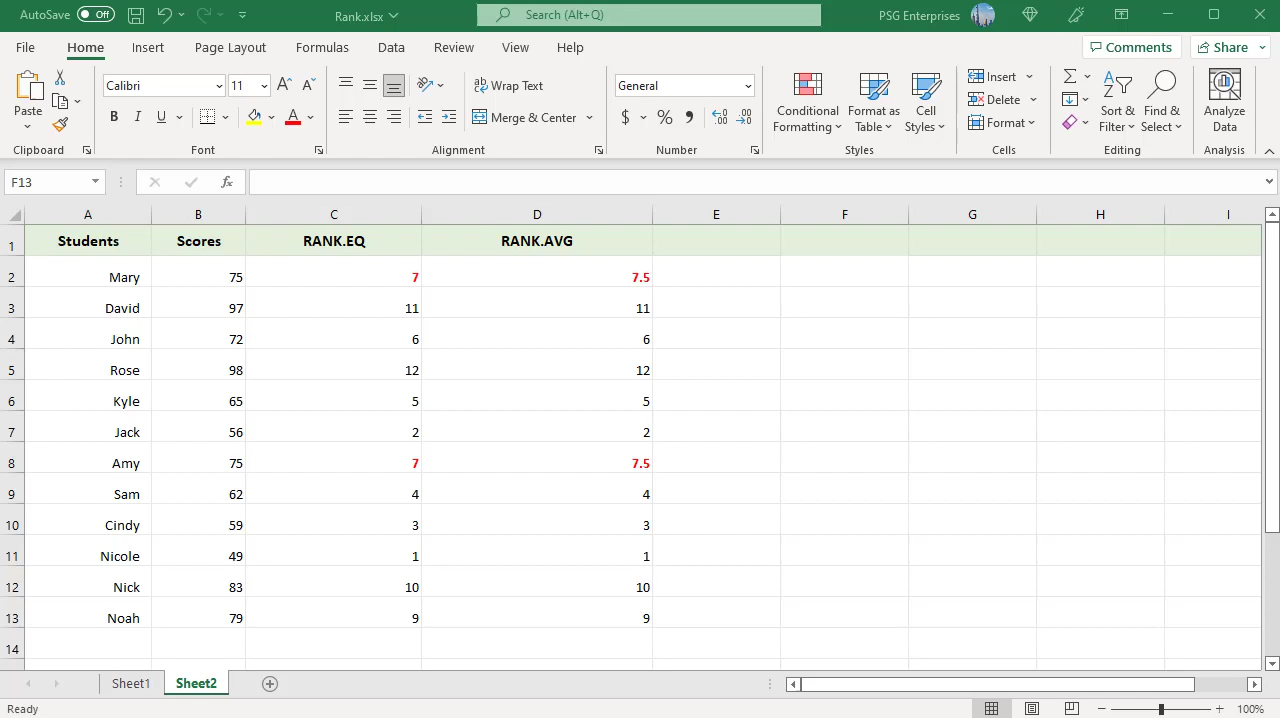 AutoSave Off Rank.xlsx Search (Alt+Q) PSG Enterprises
File Home Insert Page Layout Formulas Data Review View Help Comments Share
Paste
Clipboard
Calibri 11
B I U A
Font
ab Wrap Text
Merge & Center
Alignment
General
$ % 9
Number
Conditional Formatting
Format as Table
Cell Styles
Styles
Insert
Delete
Format
Cells
Sort & Filter
Find & Select
Editing
Analyze Data
Analysis
F13 fx
A B C D E F G H I
1 Students Scores RANK.EQ RANK.AVG
2 Mary 75 7 7.5
3 David 97 11 11
4 John 72 6 6
5 Rose 98 12 12
6 Kyle 65 5 5
7 Jack 56 2 2
8 Amy 75 7 7.5
9 Sam 62 4 4
10 Cindy 59 3 3
11 Nicole 49 1 1
12 Nick 83 10 10
13 Noah 79 9 9
14
Sheet1 Sheet2
Ready 100%